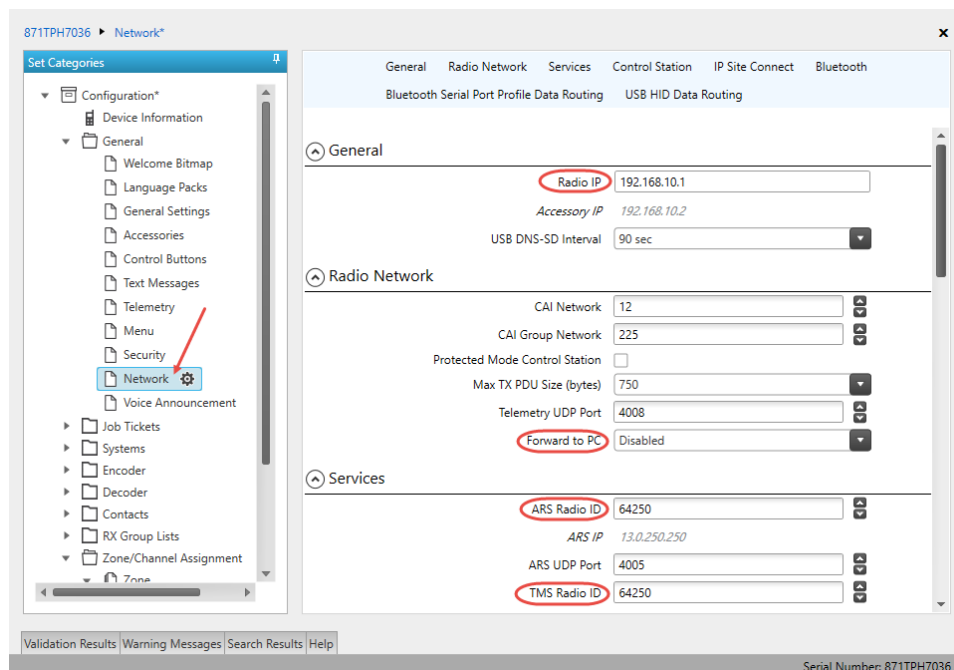 871TPH7036 ▶ Network*
Set Categories
Configuration*
Device Information
General
Welcome Bitmap
Language Packs
General Settings
Accessories
Control Buttons
Text Messages
Telemetry
Menu
Security
Network
Voice Announcement
Job Tickets
Systems
Encoder
Decoder
Contacts
RX Group Lists
Zone/Channel Assignment
Zone
General Radio Network Services Control Station IP Site Connect Bluetooth
Bluetooth Serial Port Profile Data Routing USB HID Data Routing
General
Radio IP 192.168.10.1
Accessory IP 192.168.10.2
USB DNS-SD Interval 90 sec
Radio Network
CAI Network 12
CAI Group Network 225
Protected Mode Control Station
Max TX PDU Size (bytes) 750
Telemetry UDP Port 4008
Forward to PC Disabled
Services
ARS Radio ID 64250
ARS IP 13.0.250.250
ARS UDP Port 4005
TMS Radio ID 64250
Validation Results Warning Messages Search Results Help
Serial Number: 871TPH7036